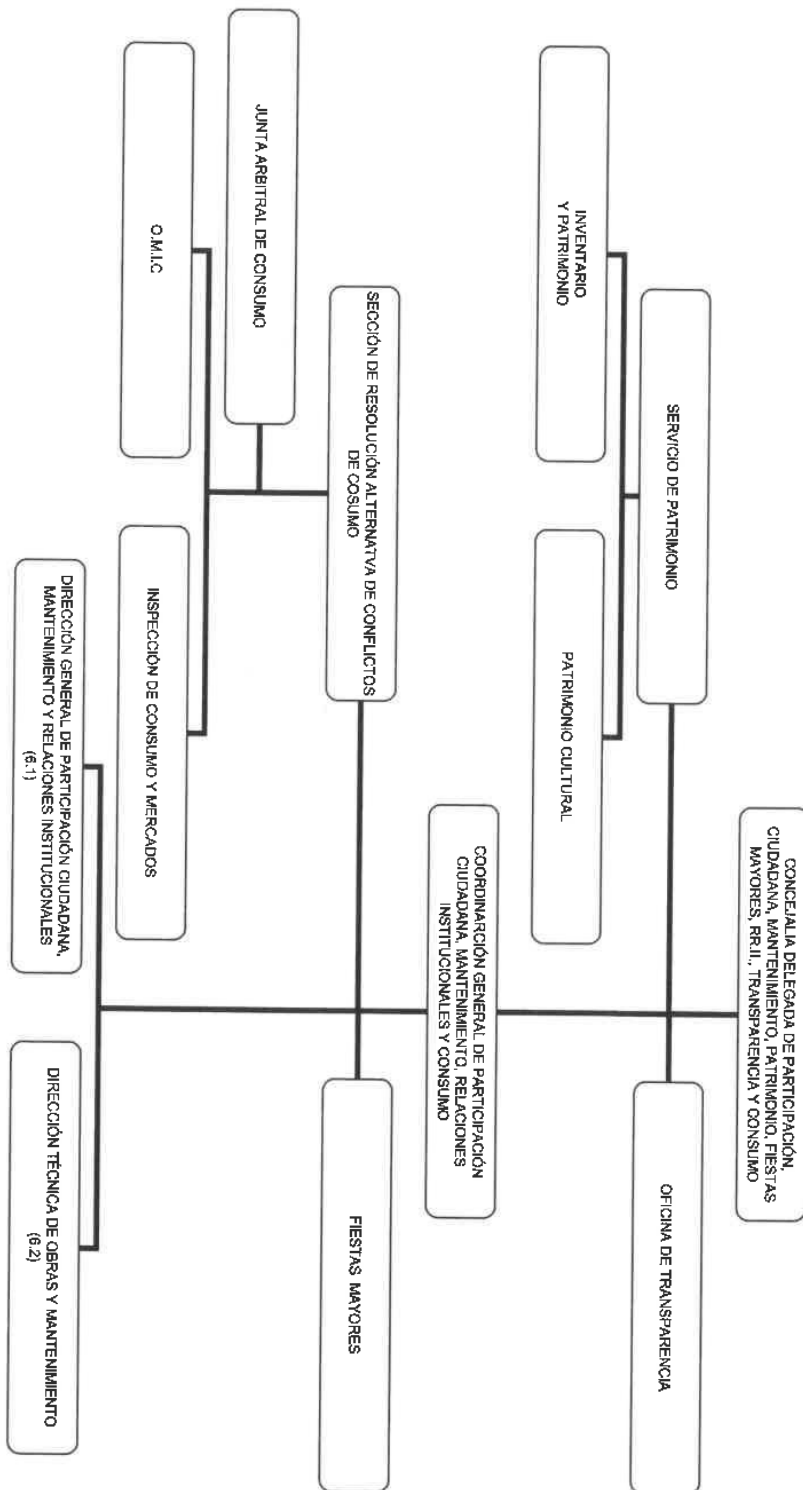 CONCEJALIA DELEGADA DE PARTICIPACIÓN,
CIUDADANA, MANTENIMIENTO, PATRIMONIO, FIESTAS
MAYORES, RR.II., TRANSPARENCIA Y CONSUMO
SERVICIO DE PATRIMONIO
OFICINA DE TRANSPARENCIA
INVENTARIO
Y PATRIMONIO
PATRIMONIO CULTURAL
COORDINARCIÓN GENERAL DE PARTICIPACIÓN
CIUDADANA, MANTENIMIENTO, RELACIONES
INSTITUCIONALES Y CONSUMO
SECCIÓN DE RESOLUCIÓN ALTERNATVA DE CONFLICTOS
DE COSUMO
FIESTAS MAYORES
JUNTA ARBITRAL DE CONSUMO
O.M.I.C
INSPECCIÓN DE CONSUMO Y MERCADOS
DIRECCIÓN GENERAL DE PARTICIPACIÓN CIUDADANA,
MANTENIMIENTO Y RELACIONES INSTITUCIONALES
(6.1)
DIRECCIÓN TÉCNICA DE OBRAS Y MANTENIMIENTO
(6.2)